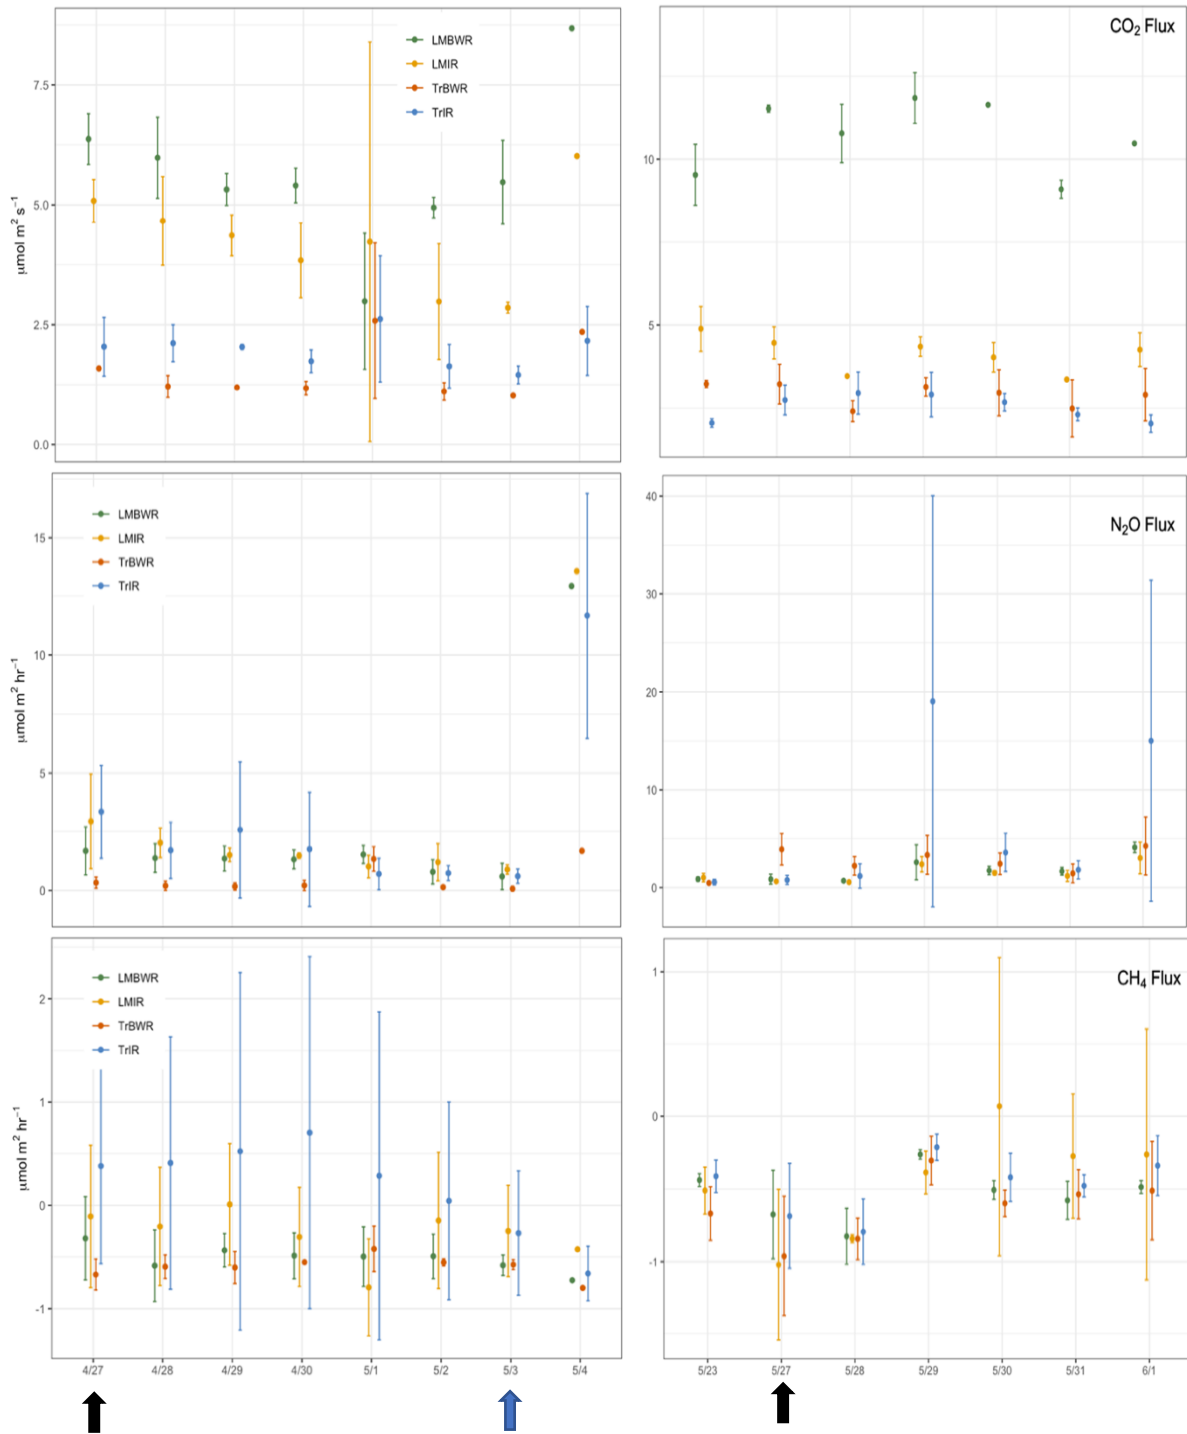 CO₂ Flux
LMBWR
LMIR
TrBWR
TrIR
7.5
5.0
2.5
0.0
µmol m² s⁻¹
10
5
N₂O Flux
LMBWR
LMIR
TrBWR
TrIR
15
10
5
0
µmol m² hr⁻¹
40
30
20
10
0
CH₄ Flux
LMBWR
LMIR
TrBWR
TrIR
2
1
0
-1
µmol m² hr⁻¹
1
0
-1
4/27 4/28 4/29 4/30 5/1 5/2 5/3 5/4
5/23 5/27 5/28 5/29 5/30 5/31 6/1